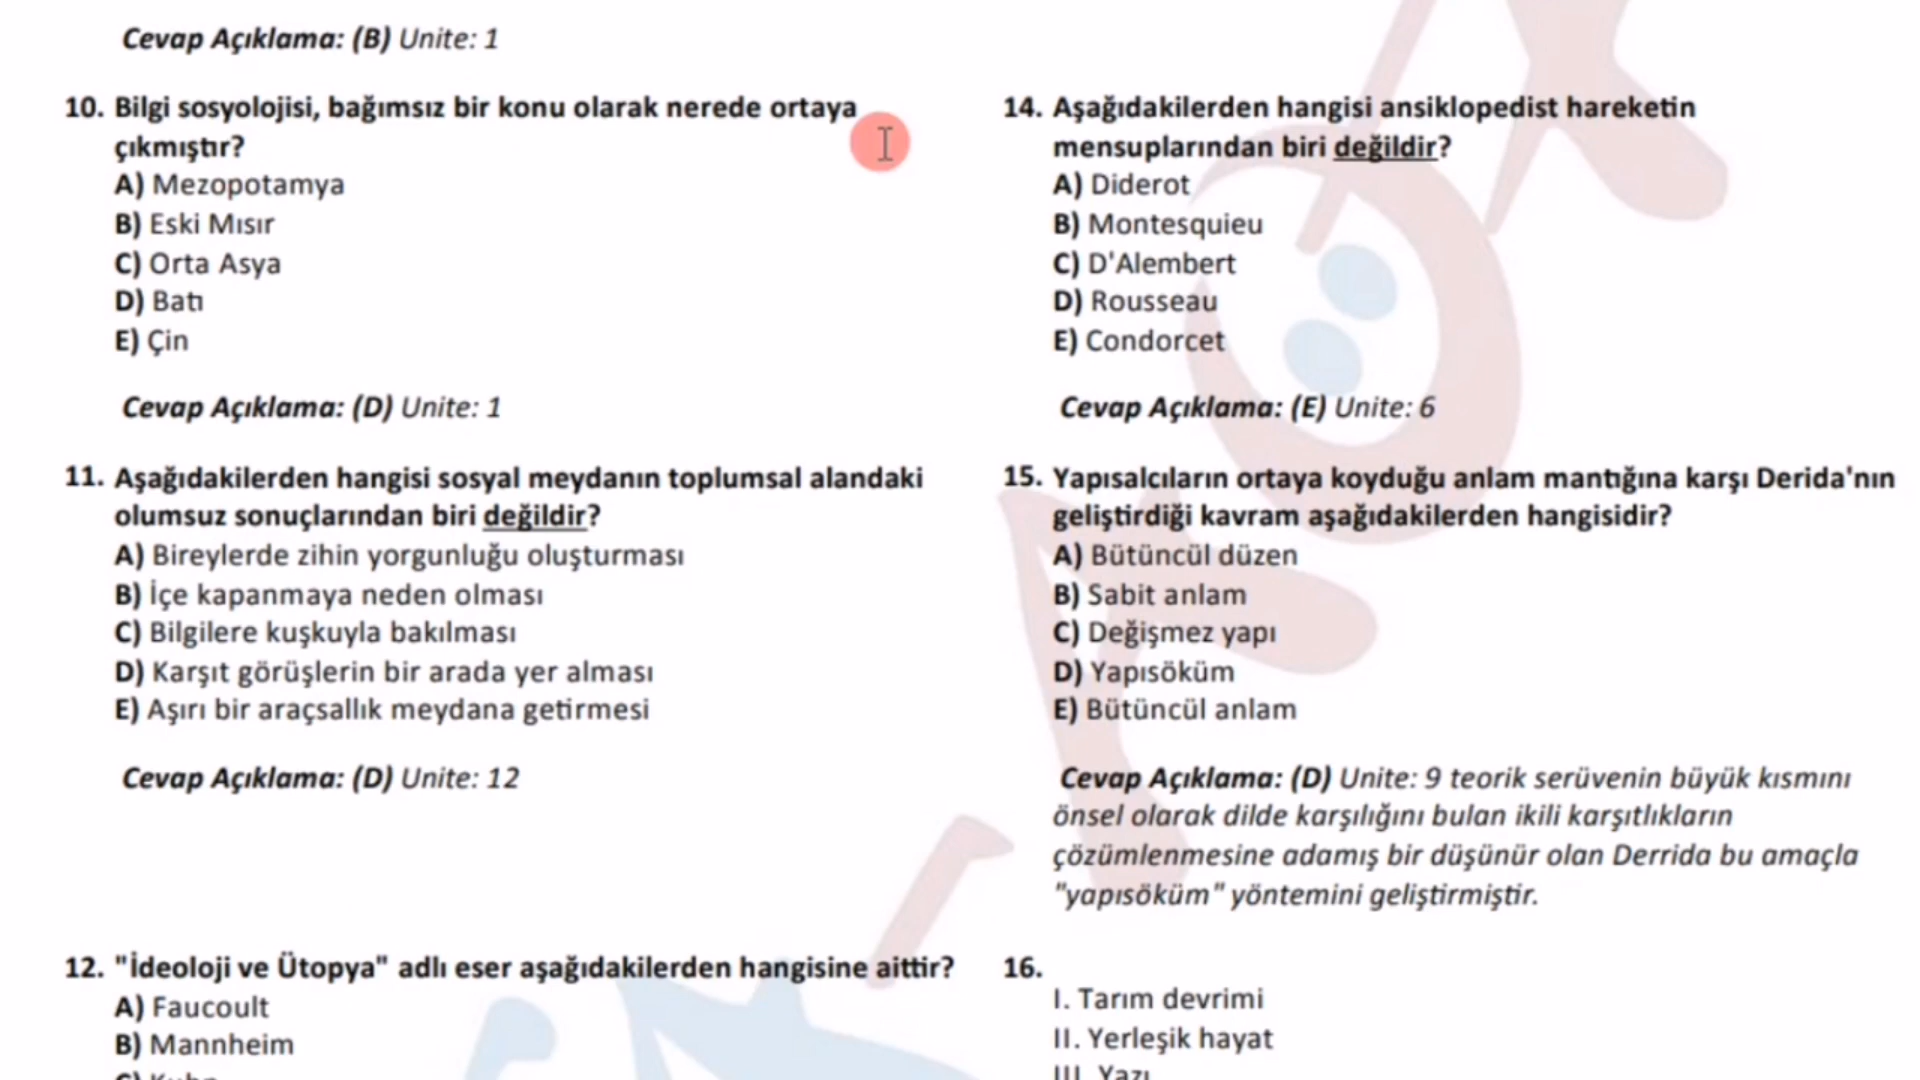 Cevap Açıklama: (B) Unite: 1
10. Bilgi sosyolojisi, bağımsız bir konu olarak nerede ortaya
çıkmıştır?
A) Mezopotamya
B) Eski Mısır
C) Orta Asya
D) Batı
E) Çin
Cevap Açıklama: (D) Unite: 1
11. Aşağıdakilerden hangisi sosyal meydanın toplumsal alandaki
olumsuz sonuçlarından biri değildir?
A) Bireylerde zihin yorgunluğu oluşturması
B) İçe kapanmaya neden olması
C) Bilgilere kuşkuyla bakılması
D) Karşıt görüşlerin bir arada yer alması
E) Aşırı bir araçsallık meydana getirmesi
Cevap Açıklama: (D) Unite: 12
12. "İdeoloji ve Ütopya" adlı eser aşağıdakilerden hangisine aittir?
A) Faucoult
B) Mannheim
14. Aşağıdakilerden hangisi ansiklopedist hareketin
mensuplarından biri değildir?
A) Diderot
B) Montesquieu
C) D'Alembert
D) Rousseau
E) Condorcet
Cevap Açıklama: (E) Unite: 6
15. Yapısalcıların ortaya koyduğu anlam mantığına karşı Derida'nın
geliştirdiği kavram aşağıdakilerden hangisidir?
A) Bütüncül düzen
B) Sabit anlam
C) Değişmez yapı
D) Yapısöküm
E) Bütüncül anlam
Cevap Açıklama: (D) Unite: 9 teorik serüvenin büyük kısmını
önsel olarak dilde karşılığını bulan ikili karşıtlıkların
çözümlenmesine adamış bir düşünür olan Derrida bu amaçla
"yapısöküm" yöntemini geliştirmiştir.
16.
I. Tarım devrimi
II. Yerleşik hayat
III. Yazı